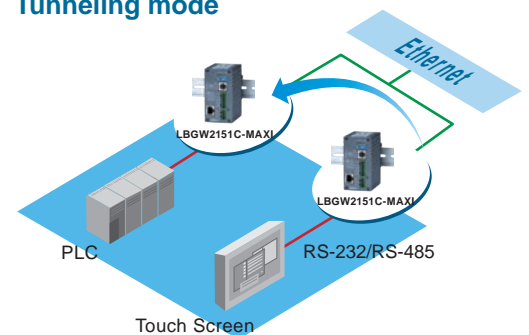 Tunneling mode
Ethernet
LBGW2151C-MAXI
LBGW2151C-MAXI
PLC
RS-232/RS-485
Touch Screen